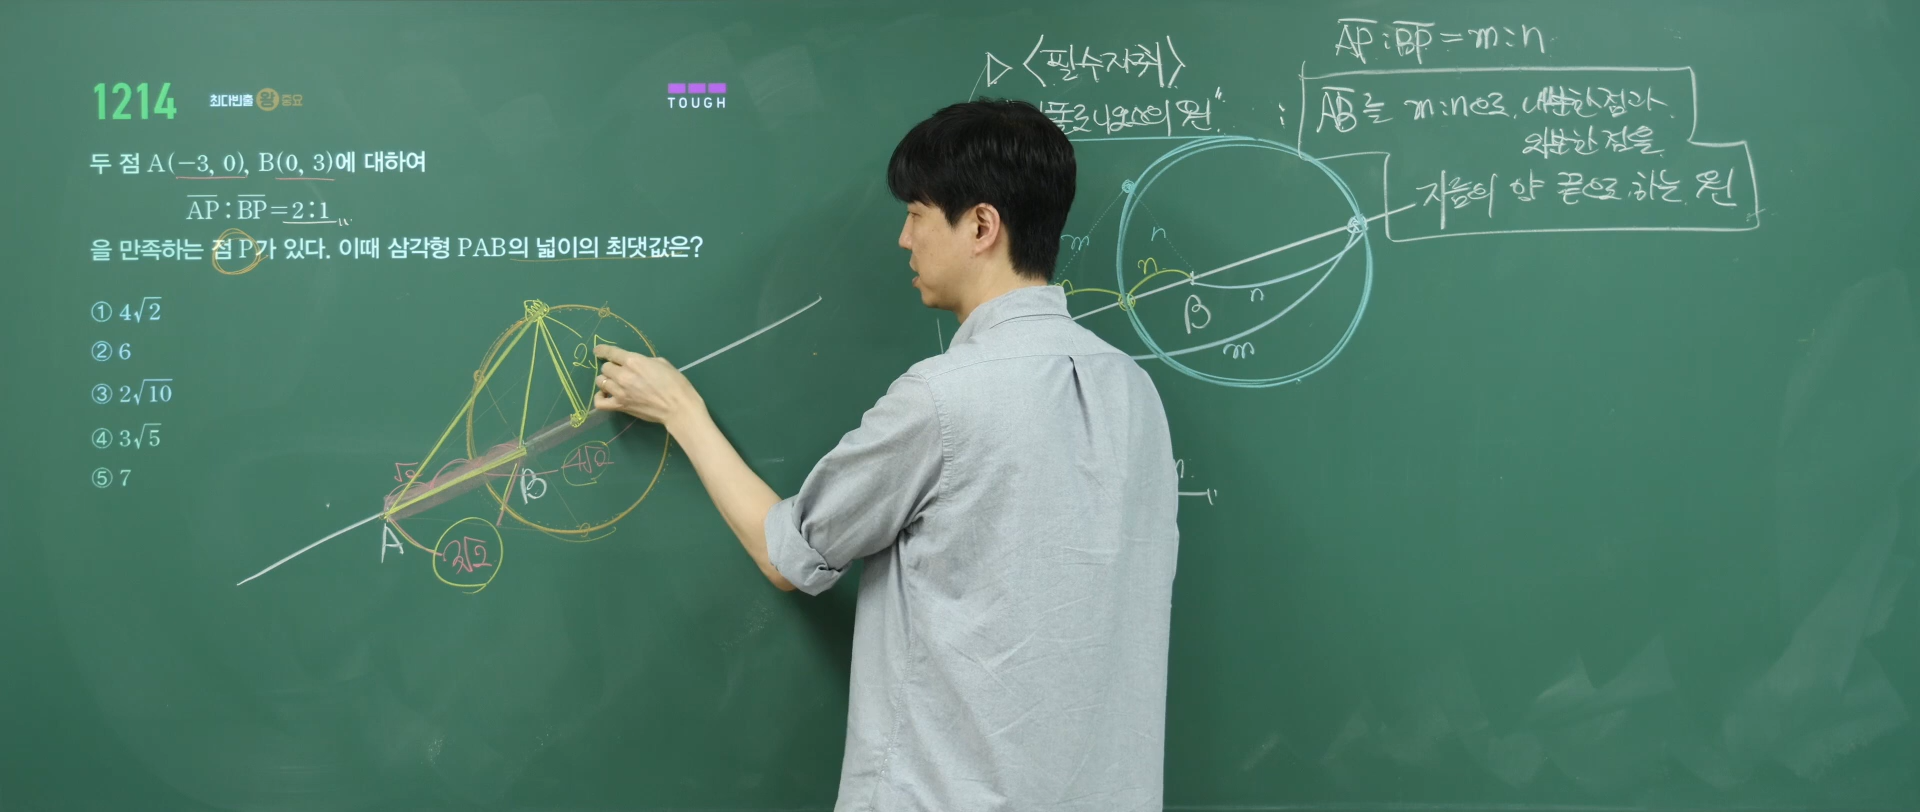 1214 최다빈출 왕 중요
TOUGH
두 점 A(−3, 0), B(0, 3)에 대하여
AP : BP = 2 : 1
을 만족하는 점 P가 있다. 이때 삼각형 PAB의 넓이의 최댓값은?
① 4√2
② 6
③ 2√10
④ 3√5
⑤ 7
A
B
4√2
3√2
▷ <필수자취>
의 원"
:
AP : BP = m : n
AB를 m:n으로 내분한 점과
외분한 점을
지름의 양 끝으로 하는 원
m
n
n
B
n
m